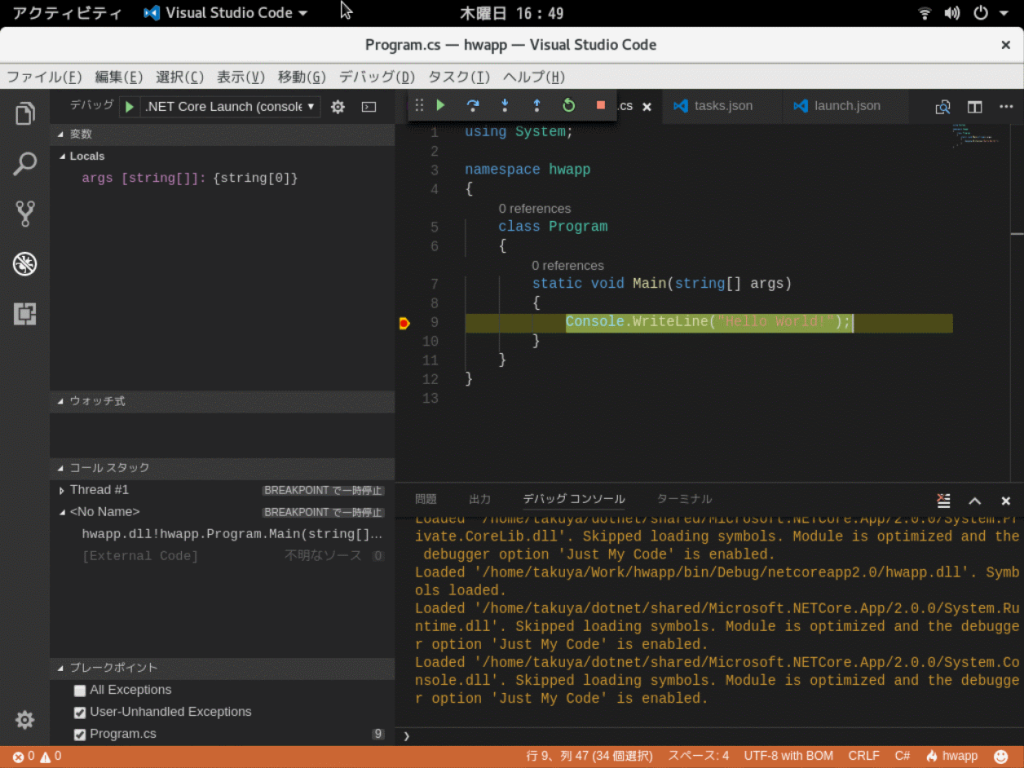 アクティビティ Visual Studio Code 木曜日 16：49
Program.cs — hwapp — Visual Studio Code
ファイル(F) 編集(E) 選択(C) 表示(V) 移動(G) デバッグ(D) タスク(T) ヘルプ(H)
デバッグ .NET Core Launch (console
.cs tasks.json launch.json
変数
Locals
args [string[]]: {string[0]}
ウォッチ式
コール スタック
Thread #1 BREAKPOINT で一時停止
<No Name> BREAKPOINT で一時停止
hwapp.dll!hwapp.Program.Main(string[]...
[External Code] 不明なソース 0
ブレークポイント
All Exceptions
User-Unhandled Exceptions
Program.cs 9
1 using System;
2
3 namespace hwapp
4 {
0 references
5 class Program
6 {
0 references
7 static void Main(string[] args)
8 {
9 Console.WriteLine("Hello World!");
10 }
11 }
12 }
13
問題 出力 デバッグ コンソール ターミナル
Loaded '/home/takuya/dotnet/shared/Microsoft.NETCore.App/2.0.0/System.Pr
ivate.CoreLib.dll'. Skipped loading symbols. Module is optimized and the
debugger option 'Just My Code' is enabled.
Loaded '/home/takuya/Work/hwapp/bin/Debug/netcoreapp2.0/hwapp.dll'. Symb
ols loaded.
Loaded '/home/takuya/dotnet/shared/Microsoft.NETCore.App/2.0.0/System.Ru
ntime.dll'. Skipped loading symbols. Module is optimized and the debugge
r option 'Just My Code' is enabled.
Loaded '/home/takuya/dotnet/shared/Microsoft.NETCore.App/2.0.0/System.Co
nsole.dll'. Skipped loading symbols. Module is optimized and the debugge
r option 'Just My Code' is enabled.
0 0 行 9、列 47 (34 個選択) スペース: 4 UTF-8 with BOM CRLF C# hwapp